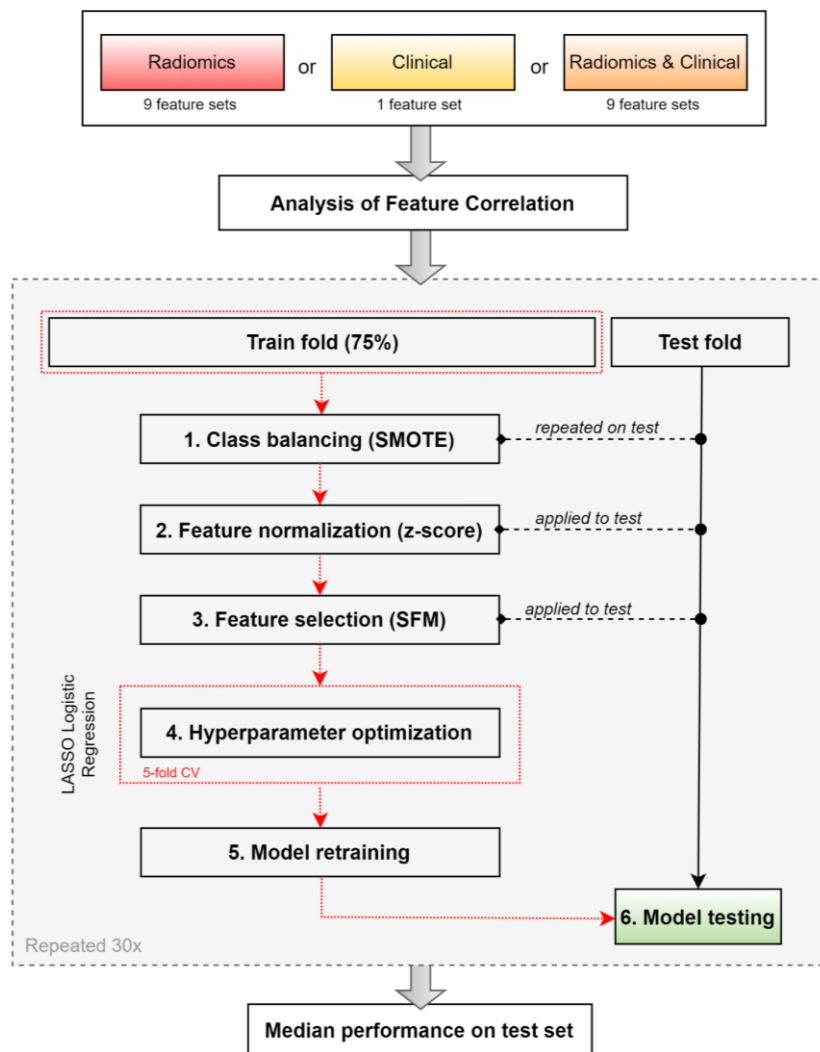 Radiomics
or
Clinical
or
Radiomics & Clinical
9 feature sets
1 feature set
9 feature sets
Analysis of Feature Correlation
Train fold (75%)
Test fold
1. Class balancing (SMOTE)
repeated on test
2. Feature normalization (z-score)
applied to test
3. Feature selection (SFM)
applied to test
LASSO Logistic
Regression
4. Hyperparameter optimization
5-fold CV
5. Model retraining
6. Model testing
Repeated 30x
Median performance on test set